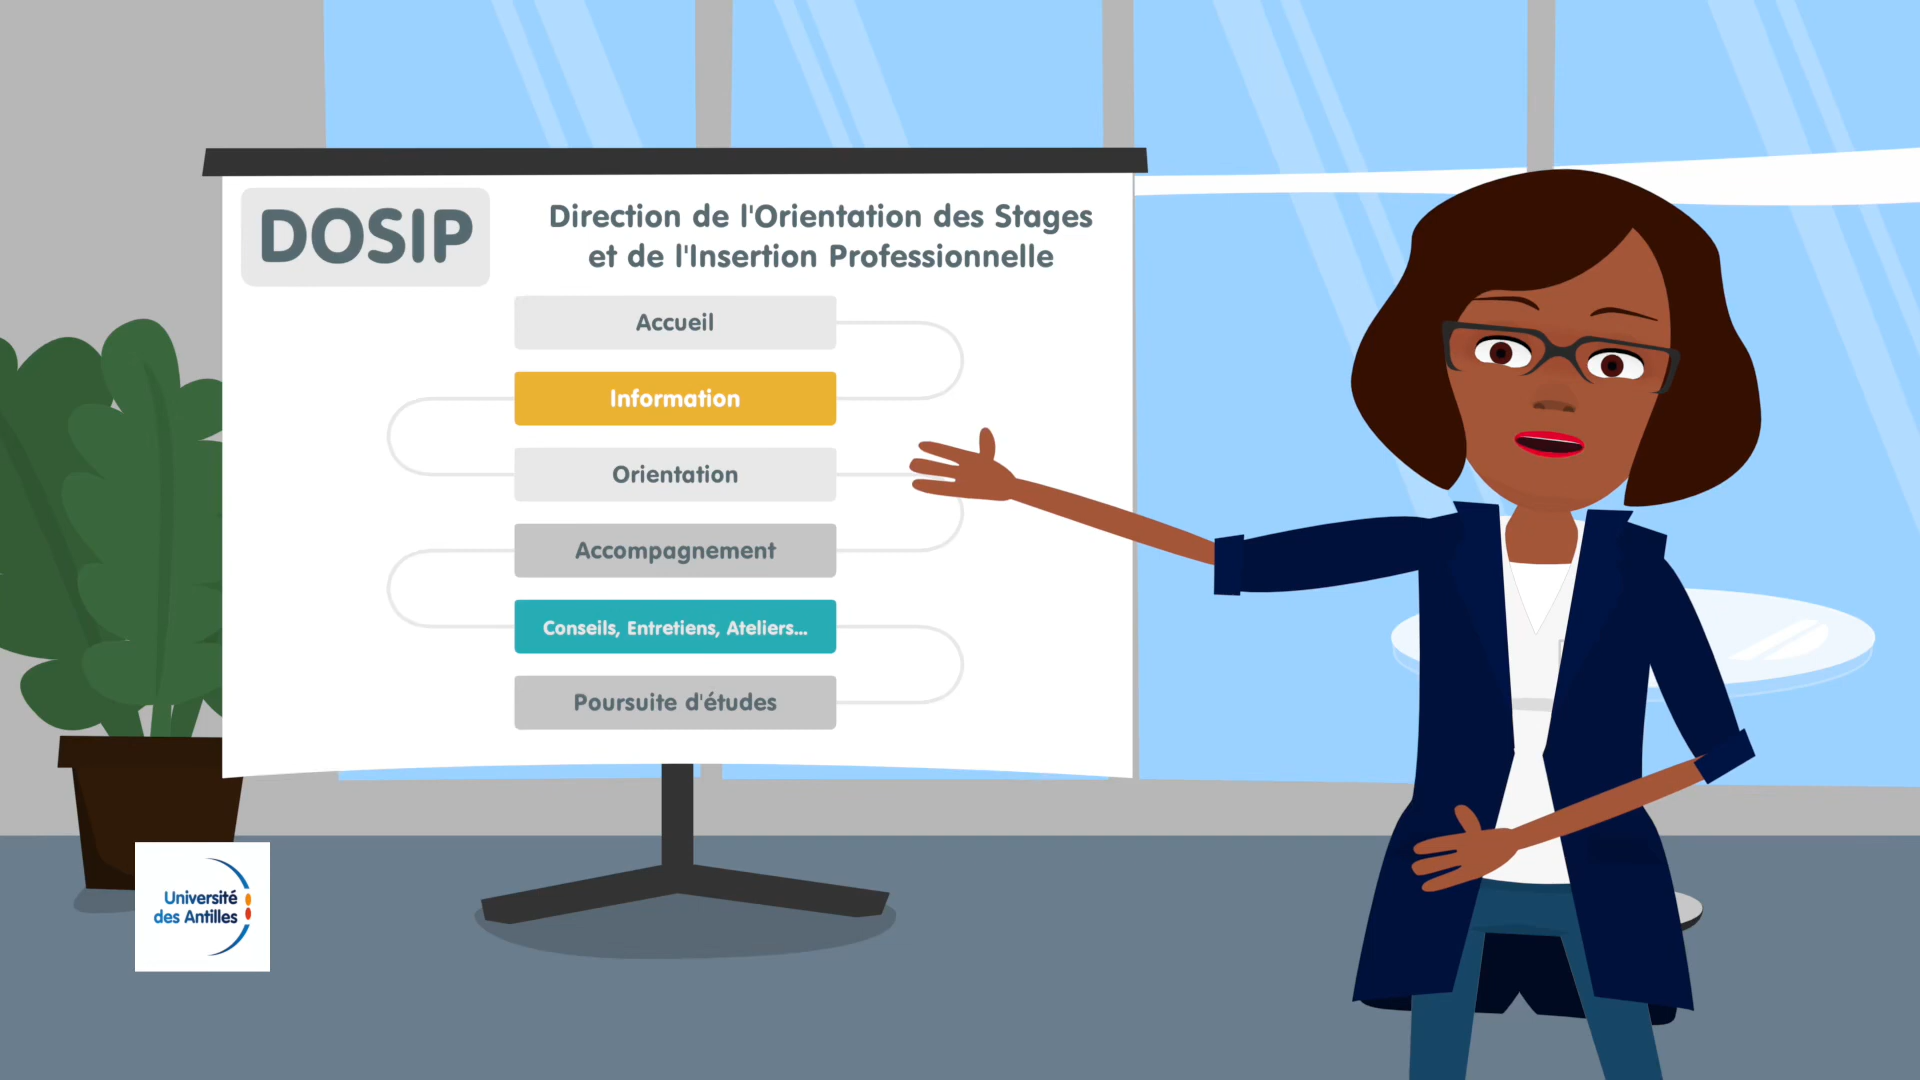 DOSIP
Direction de l'Orientation des Stages
et de l'Insertion Professionnelle
Accueil
Information
Orientation
Accompagnement
Conseils, Entretiens, Ateliers...
Poursuite d'études
Université
des Antilles